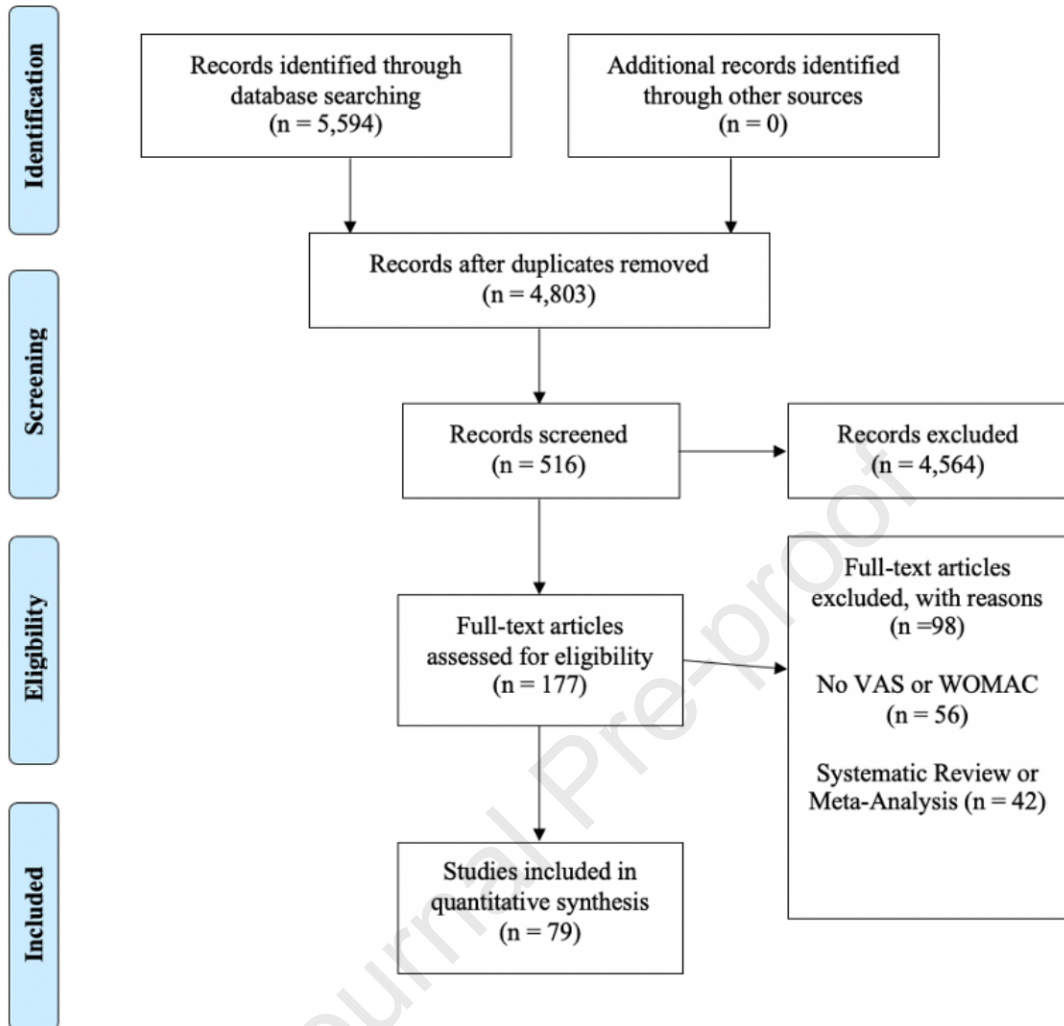 Identification
Records identified through
database searching
(n = 5,594)
Additional records identified
through other sources
(n = 0)
Records after duplicates removed
(n = 4,803)
Screening
Records screened
(n = 516)
Records excluded
(n = 4,564)
Eligibility
Full-text articles
assessed for eligibility
(n = 177)
Full-text articles
excluded, with reasons
(n =98)
No VAS or WOMAC
(n = 56)
Systematic Review or
Meta-Analysis (n = 42)
Included
Studies included in
quantitative synthesis
(n = 79)
ournal Pre-proof